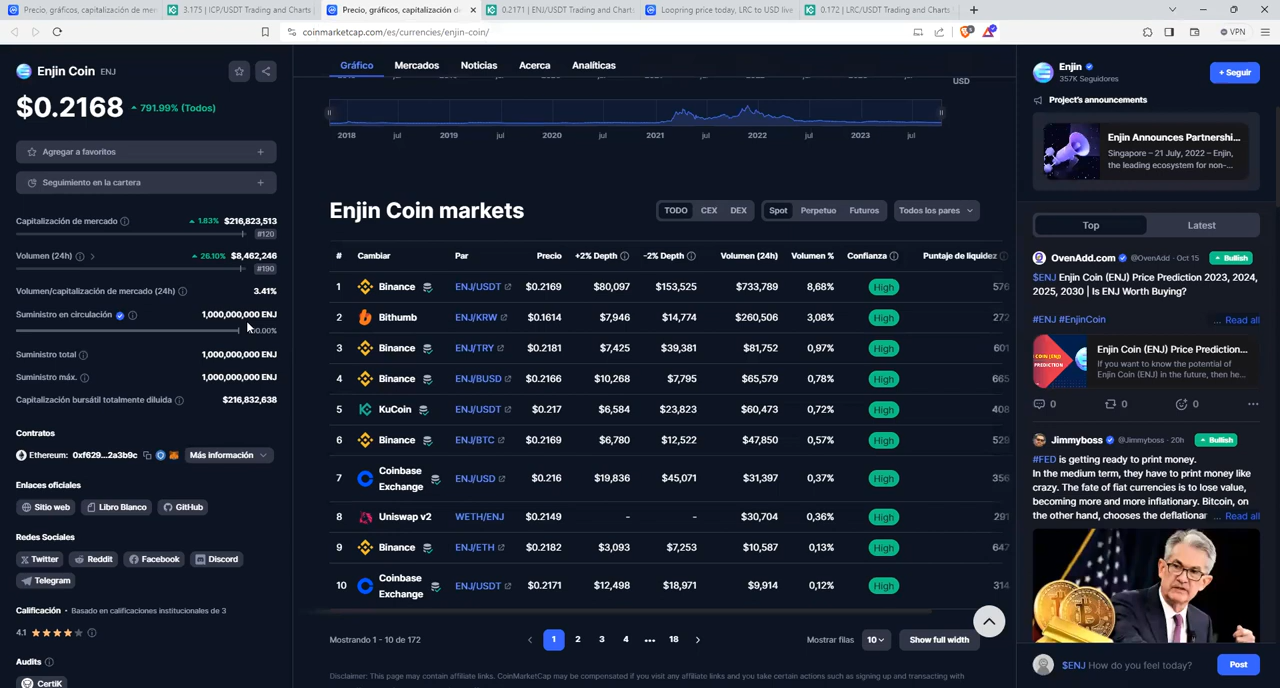 Precio, gráficos, capitalización de mer
3.175 | ICP/USDT Trading and Charts
Precio, gráficos, capitalización d
0.2171 | ENJ/USDT Trading and Chart
Loopring price today, LRC to USD live
0.172 | LRC/USDT Trading and Charts
coinmarketcap.com/es/currencies/enjin-coin/
VPN
Enjin Coin ENJ
$0.2168 791.99% (Todos)
Agregar a favoritos
Seguimiento en la cartera
Capitalización de mercado 1.83% $216,823,513
#120
Volumen (24h) 26.10% $8,462,246
#190
Volumen/capitalización de mercado (24h) 3.41%
Suministro en circulación 1,000,000,000 ENJ
Suministro total 1,000,000,000 ENJ
Suministro máx. 1,000,000,000 ENJ
Capitalización bursátil totalmente diluida $216,832,638
Contratos
Ethereum: 0xf629...2a3b9c Más información
Enlaces oficiales
Sitio web Libro Blanco GitHub
Redes Sociales
Twitter Reddit Facebook Discord
Telegram
Calificación · Basado en calificaciones institucionales de 3
4.1
Audits
CertiK
Gráfico Mercados Noticias Acerca Analíticas
USD
2018 jul 2019 jul 2020 jul 2021 jul 2022 jul 2023 jul
Enjin Coin markets
TODO CEX DEX Spot Perpetuo Futuros Todos los pares
# Cambiar Par Precio +2% Depth -2% Depth Volumen (24h) Volumen % Confianza Puntaje de liquidez
1 Binance ENJ/USDT $0.2169 $80,097 $153,525 $733,789 8,68% High 576
2 Bithumb ENJ/KRW $0.1614 $7,946 $14,774 $260,506 3,08% High 272
3 Binance ENJ/TRY $0.2181 $7,425 $39,381 $81,752 0,97% High 601
4 Binance ENJ/BUSD $0.2166 $10,268 $7,795 $65,579 0,78% High 665
5 KuCoin ENJ/USDT $0.217 $6,584 $23,823 $60,473 0,72% High 408
6 Binance ENJ/BTC $0.2169 $6,780 $12,522 $47,850 0,57% High 529
7 Coinbase Exchange ENJ/USD $0.216 $19,836 $45,071 $31,397 0,37% High 356
8 Uniswap v2 WETH/ENJ $0.2149 - - $30,704 0,36% High 291
9 Binance ENJ/ETH $0.2182 $3,093 $7,253 $10,587 0,13% High 647
10 Coinbase Exchange ENJ/USDT $0.2171 $12,498 $18,971 $9,914 0,12% High 314
Mostrando 1 - 10 de 172
1 2 3 4 ... 18
Mostrar filas 10 Show full width
Disclaimer: This page may contain affiliate links. CoinMarketCap may be compensated if you visit any affiliate links and you take certain actions such as signing up and transacting with
Enjin
357K Seguidores
+ Seguir
Project's announcements
Enjin Announces Partnershi...
Singapore – 21 July, 2022 – Enjin,
the leading ecosystem for non-...
Top Latest
OvenAdd.com @OvenAdd · Oct 15 Bullish
$ENJ Enjin Coin (ENJ) Price Prediction 2023, 2024,
2025, 2030 | Is ENJ Worth Buying?
#ENJ #EnjinCoin ... Read all
COIN (ENJ)
PREDICTION
Enjin Coin (ENJ) Price Prediction...
If you want to know the potential of
Enjin Coin (ENJ) in the future, then he...
0 0 0
Jimmyboss @Jimmyboss · 20h Bullish
#FED is getting ready to print money.
In the medium term, they have to print money like
crazy. The fate of fiat currencies is to lose value,
becoming more and more inflationary. Bitcoin, on
the other hand, chooses the deflationar ... Read all
$ENJ How do you feel today? Post